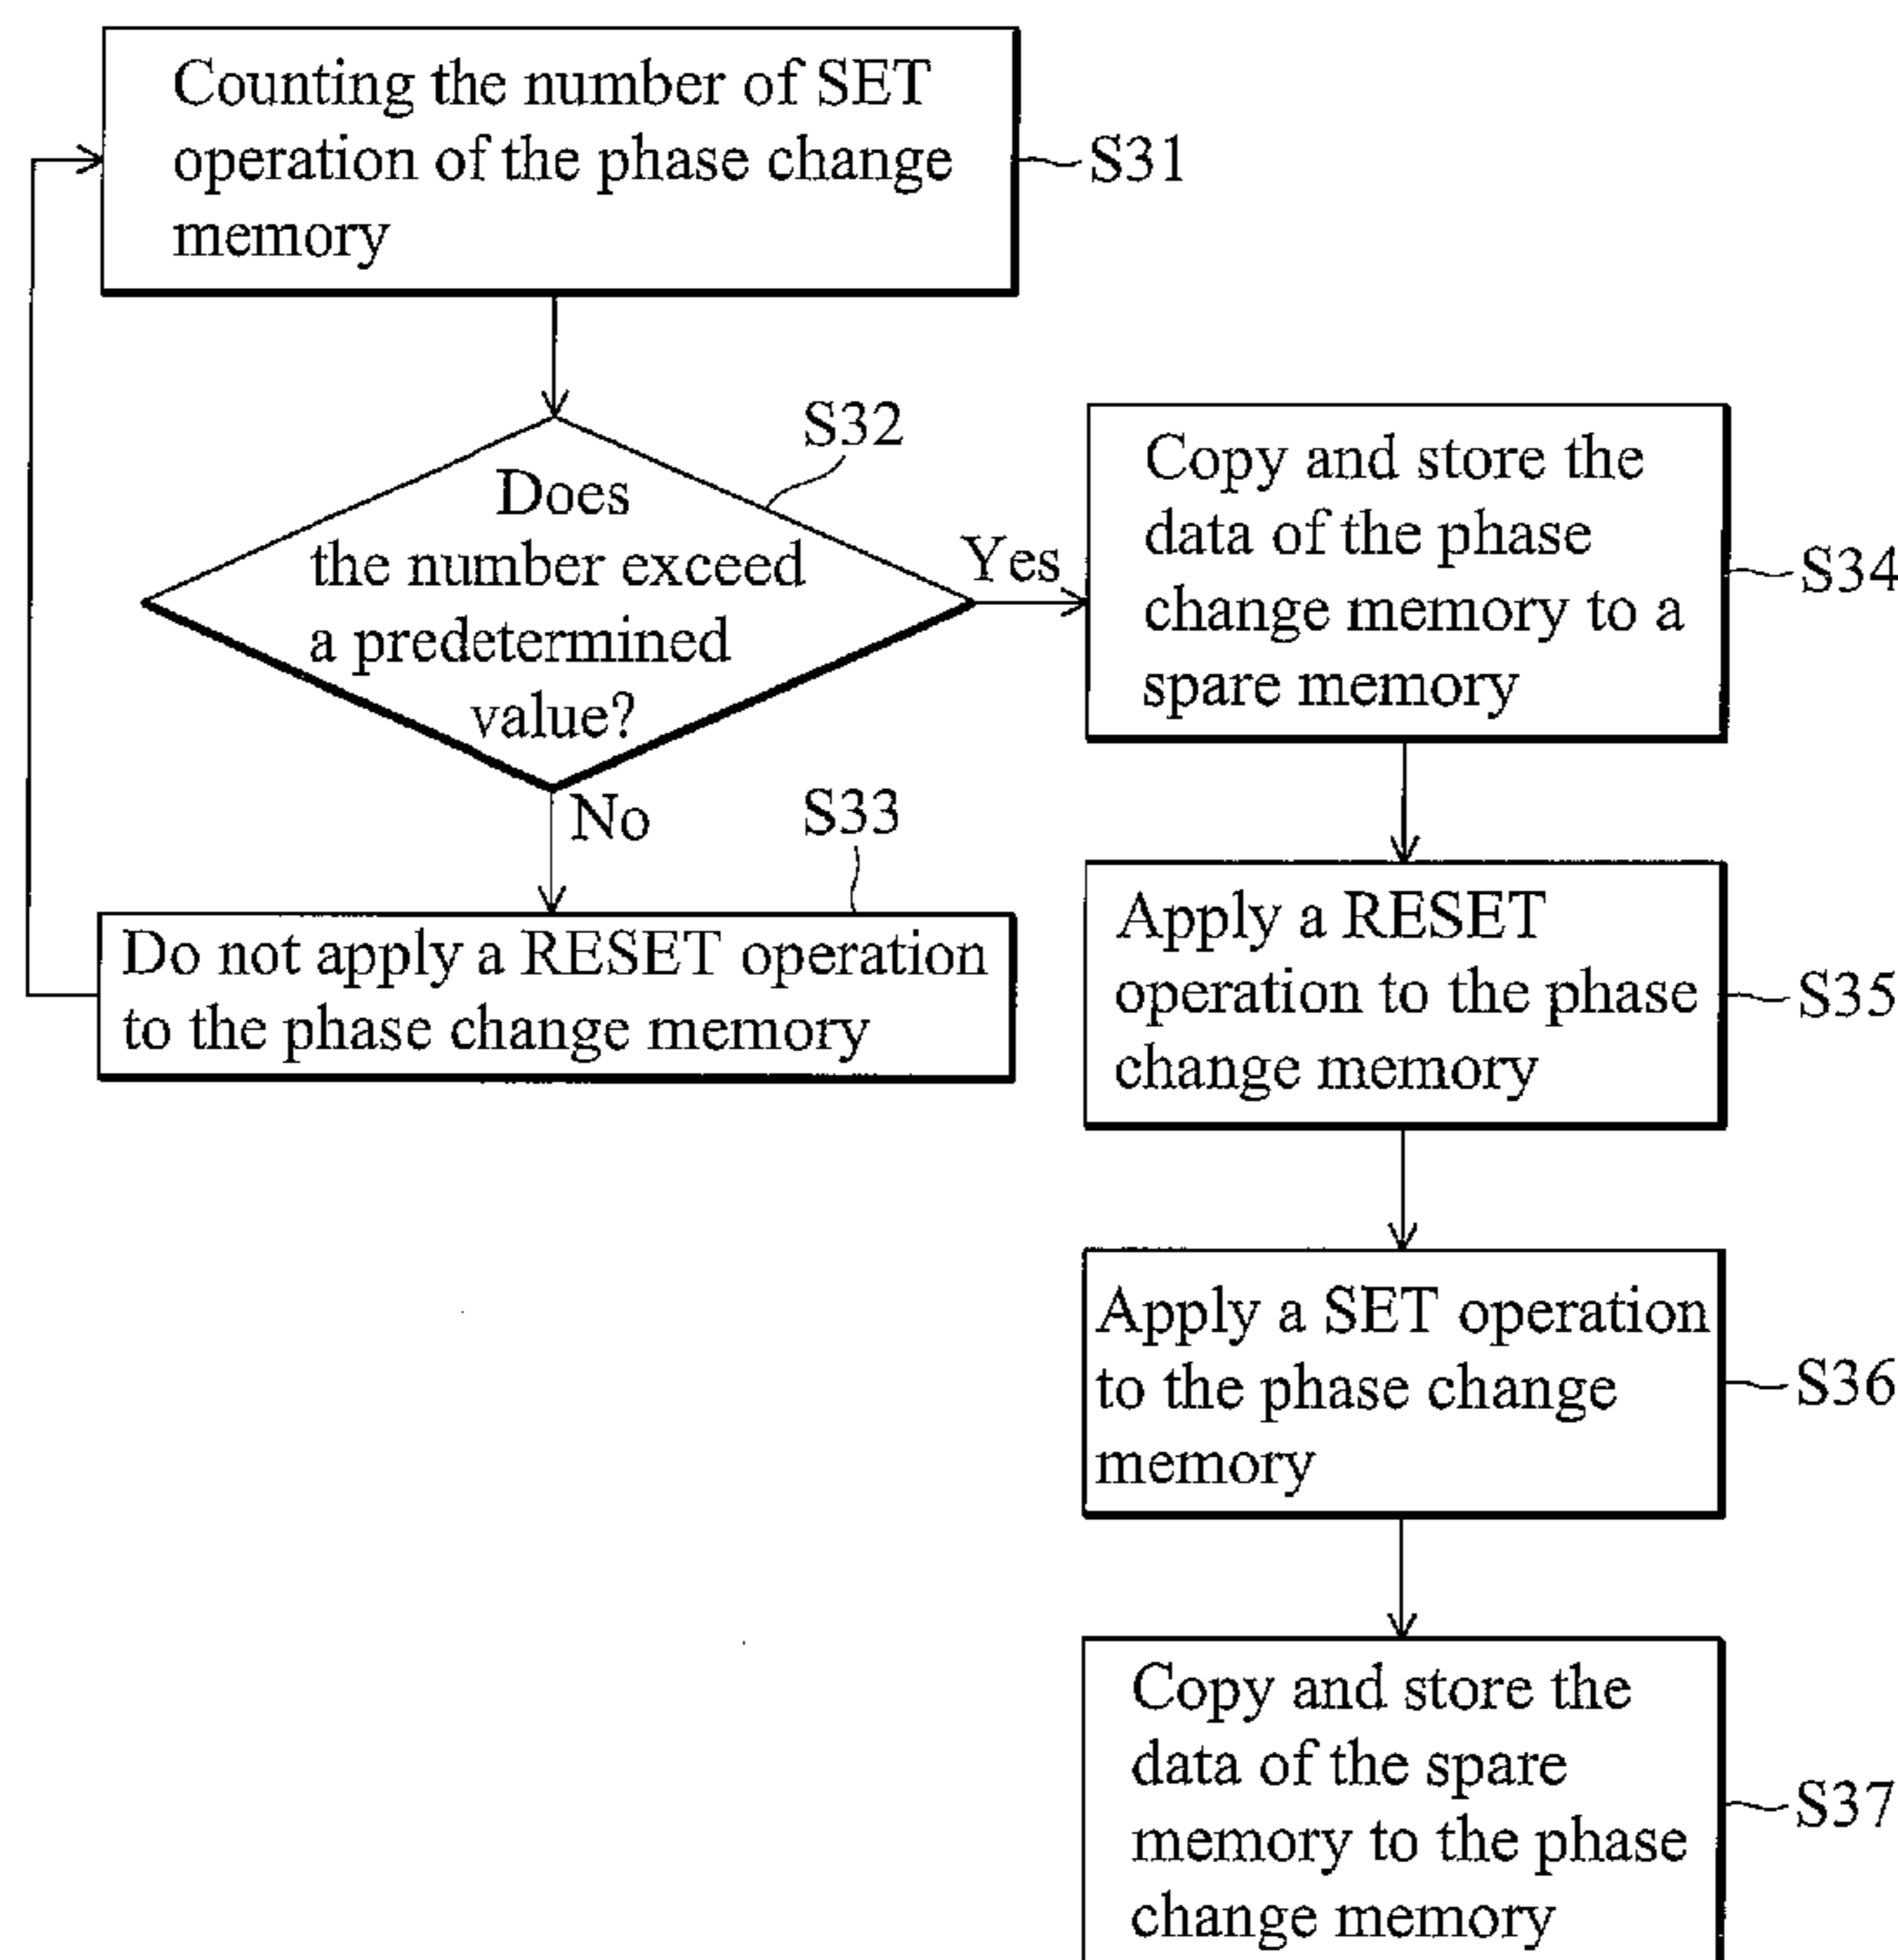 Counting the number of SET
operation of the phase change
memory
S31
S32
Does
the number exceed
a predetermined
value?
Yes
No
S33
Do not apply a RESET operation
to the phase change memory
Copy and store the
data of the phase
change memory to a
spare memory
S34
Apply a RESET
operation to the phase
change memory
S35
Apply a SET operation
to the phase change
memory
S36
Copy and store the
data of the spare
memory to the phase
change memory
S37